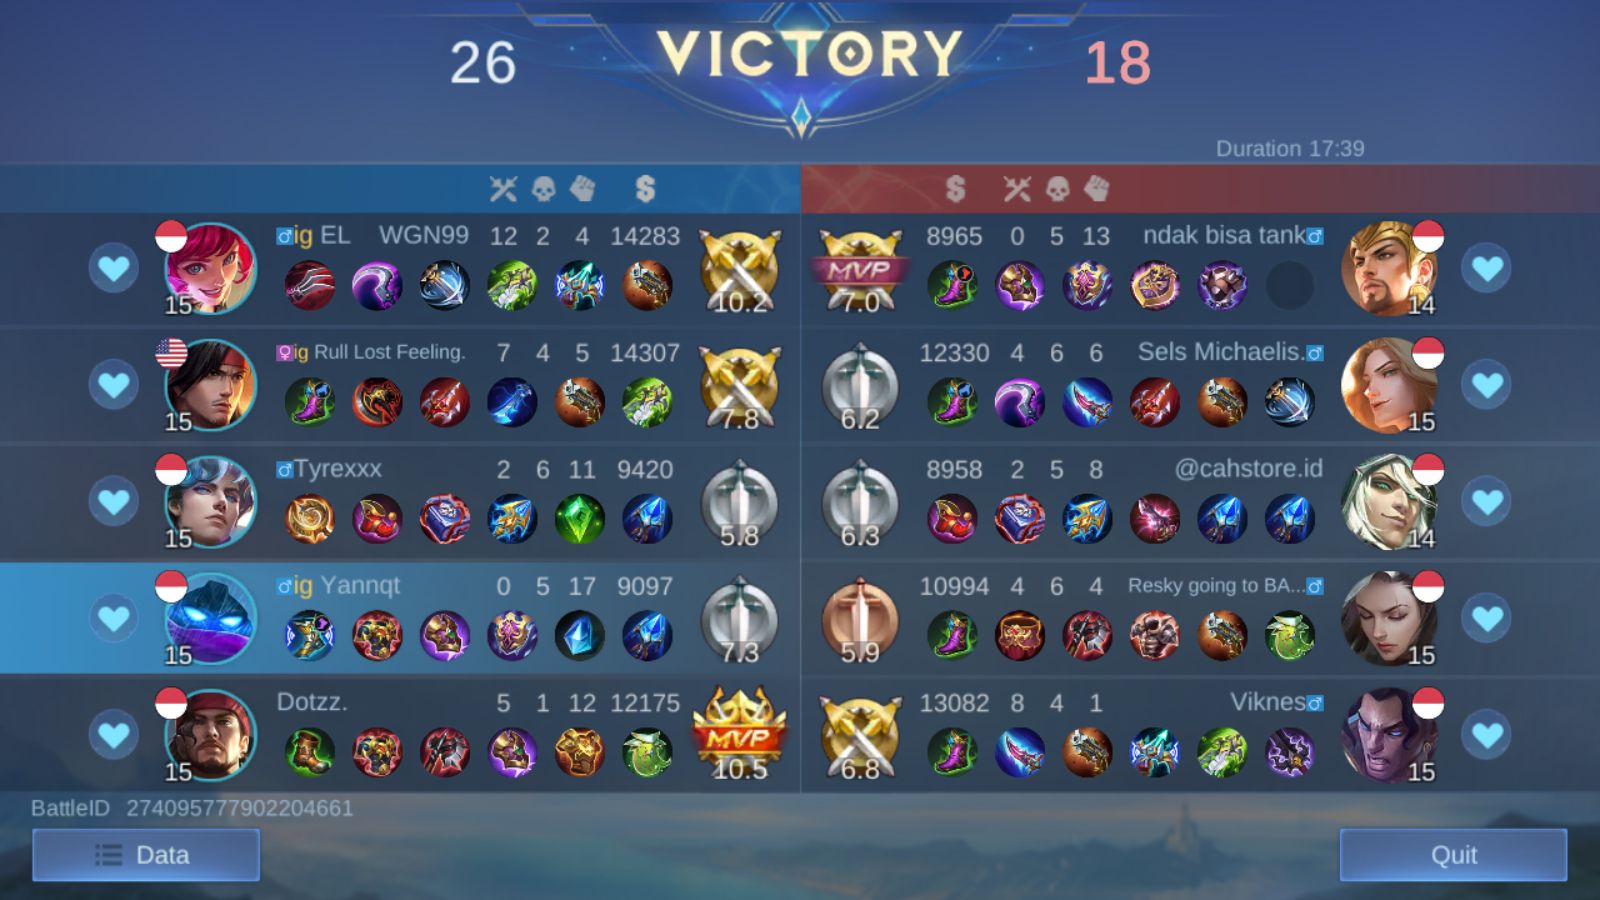 26 VICTORY 18
Duration 17:39
ig EL WGN99 12 2 4 14283
15 10.2
MVP 7.0 8965 0 5 13 ndak bisa tank
14
ig Rull Lost Feeling. 7 4 5 14307
15 7.8
12330 4 6 6 Sels Michaelis.
6.2 15
Tyrexxx 2 6 11 9420
15 5.8
8958 2 5 8 @cahstore.id
6.3 14
ig Yannqt 0 5 17 9097
15 7.3
10994 4 6 4 Resky going to BA...
5.9 15
Dotzz. 5 1 12 12175
15 MVP 10.5
13082 8 4 1 Viknes
6.8 15
BattleID 274095777902204661
Data Quit